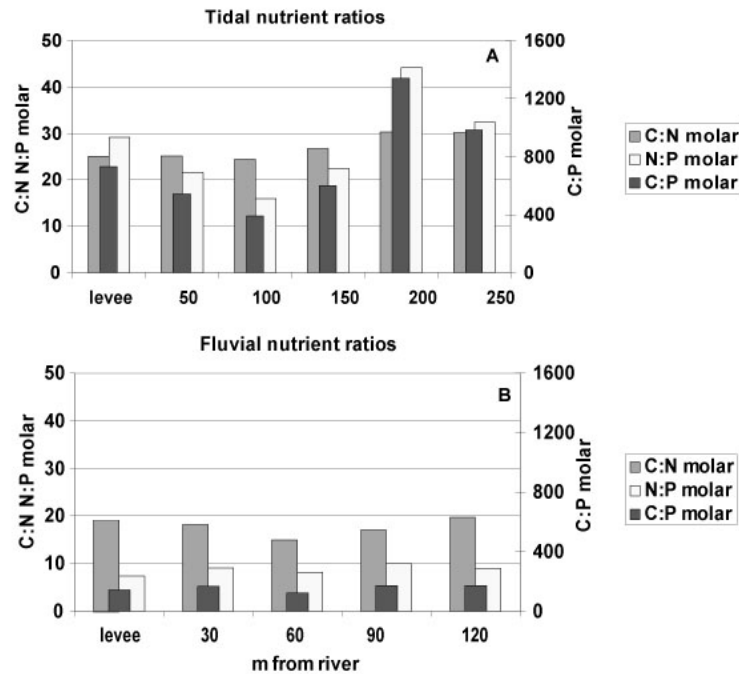 Tidal nutrient ratios
A
50
40
30
20
10
0
C:N N:P molar
1600
1200
800
400
0
C:P molar
levee 50 100 150 200 250
C:N molar
N:P molar
C:P molar
Fluvial nutrient ratios
B
50
40
30
20
10
0
C:N N:P molar
1600
1200
800
400
0
C:P molar
levee 30 60 90 120
m from river
C:N molar
N:P molar
C:P molar